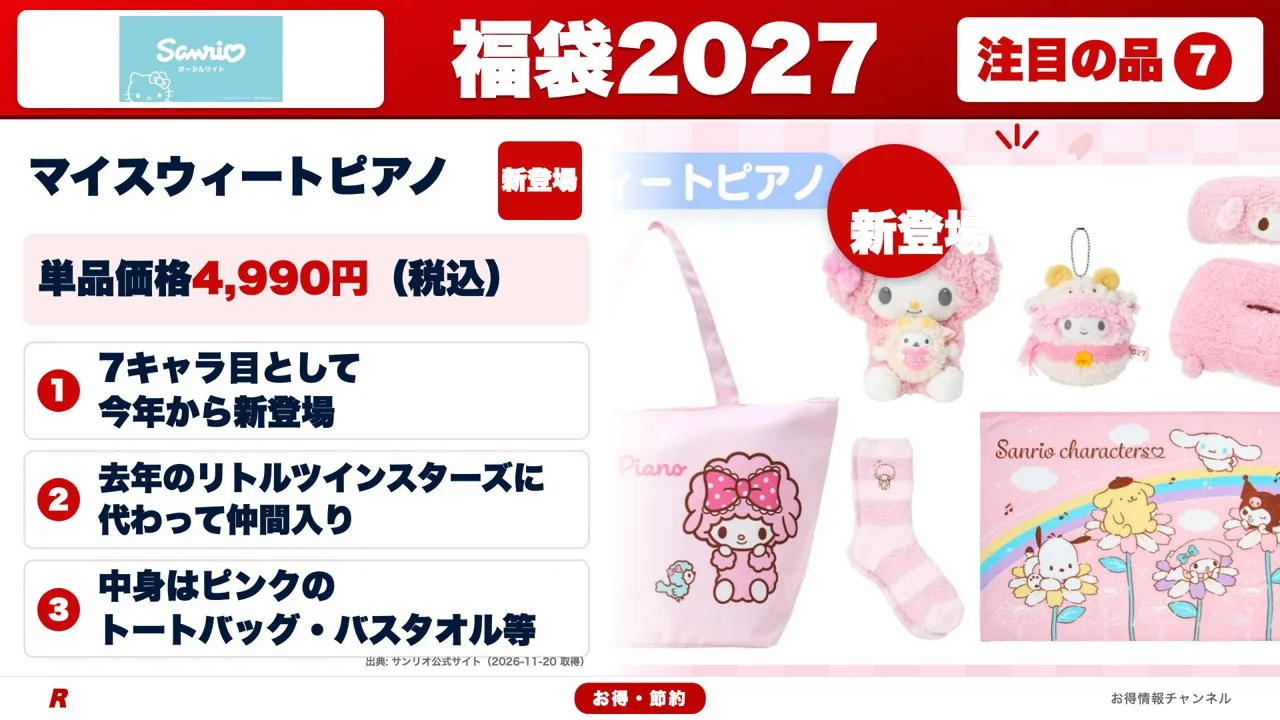 Sanrio
ポータルサイト
福袋2027
注目の品 7
マイスウィートピアノ
新登場
単品価格4,990円（税込）
1
7キャラ目として
今年から新登場
2
去年のリトルツインスターズに
代わって仲間入り
3
中身はピンクの
トートバッグ・バスタオル等
出典: サンリオ公式サイト（2026-11-20 取得）
ィートピアノ
新登場
2027
2027
Piano
Sanrio characters
R
お得・節約
お得情報チャンネル